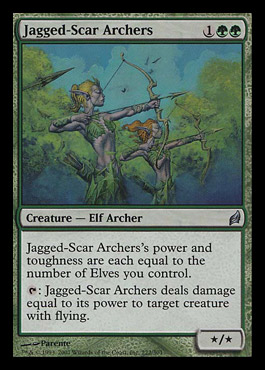 Jagged-Scar Archers 1
Creature — Elf Archer
Jagged-Scar Archers's power and
toughness are each equal to the
number of Elves you control.
: Jagged-Scar Archers deals damage
equal to its power to target creature
with flying.
Parente
*/*